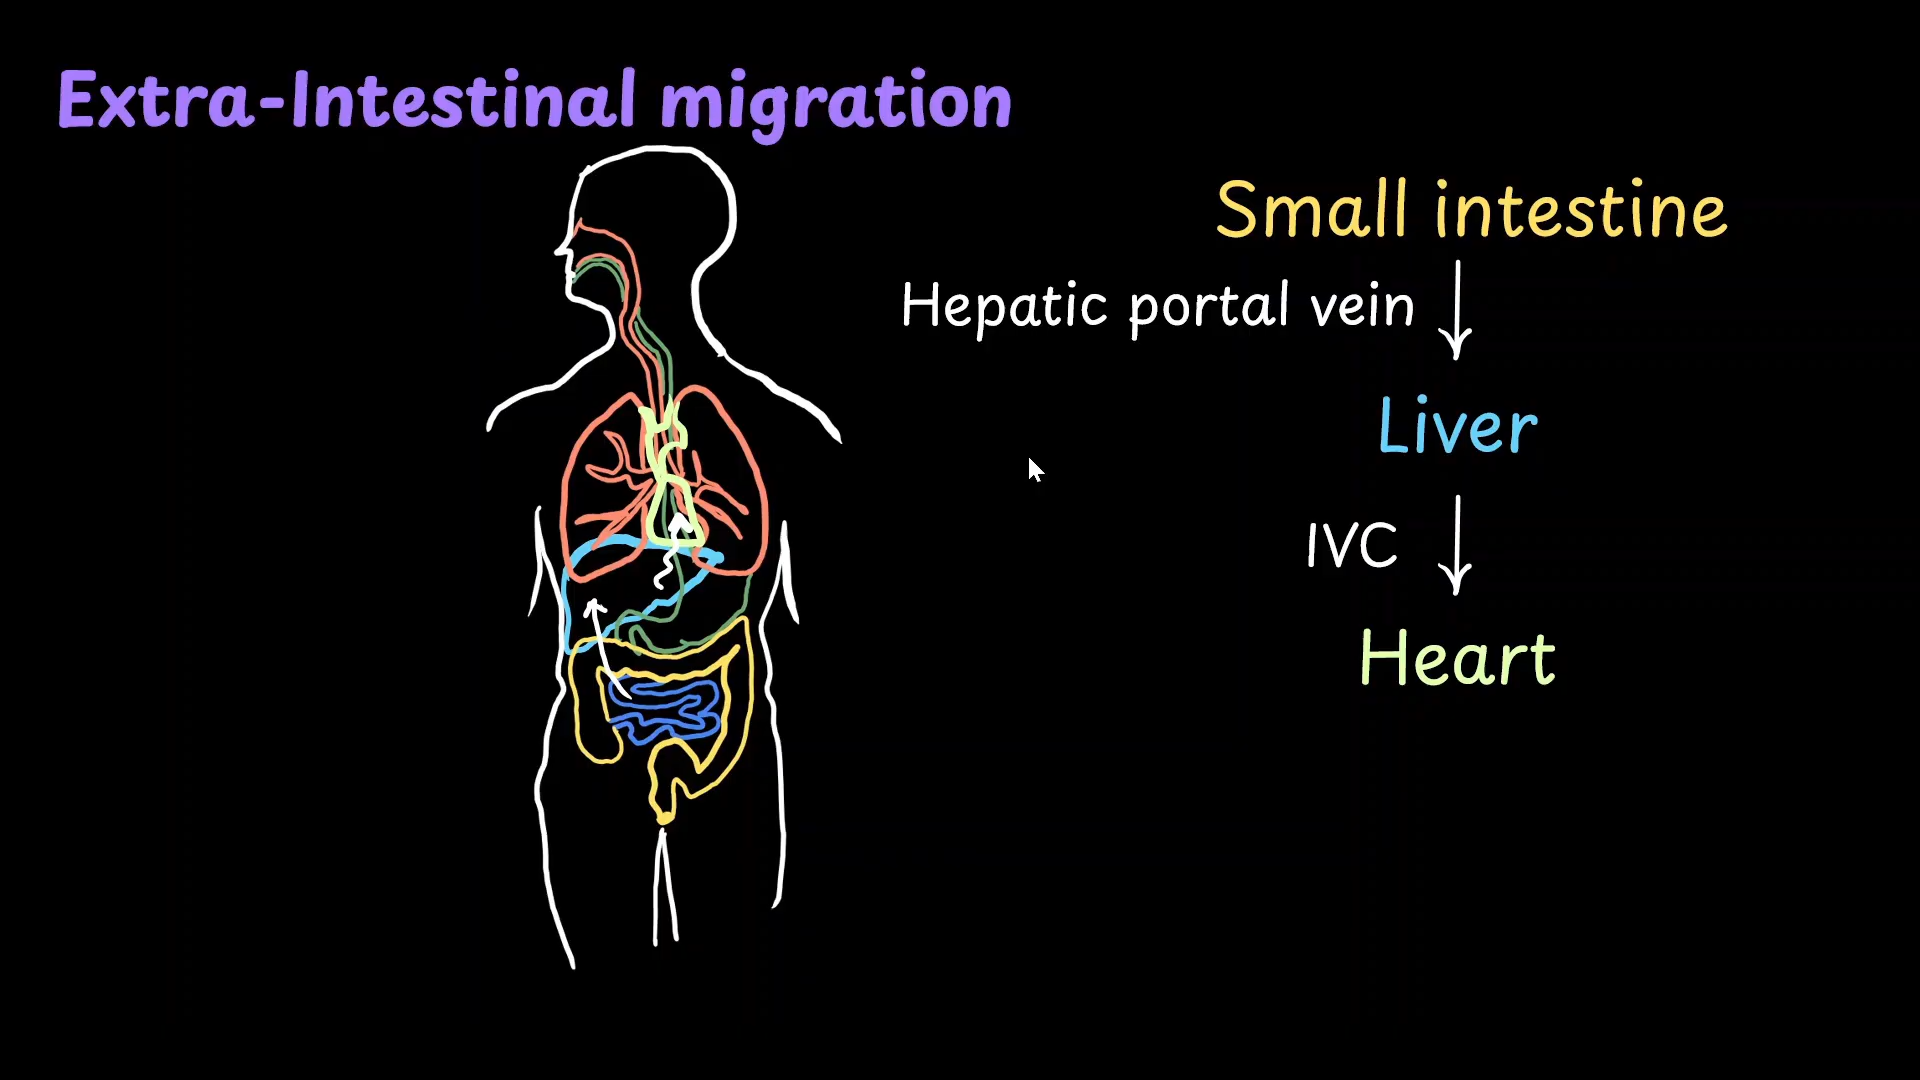 Extra-Intestinal migration
Small intestine
Hepatic portal vein
Liver
IVC
Heart